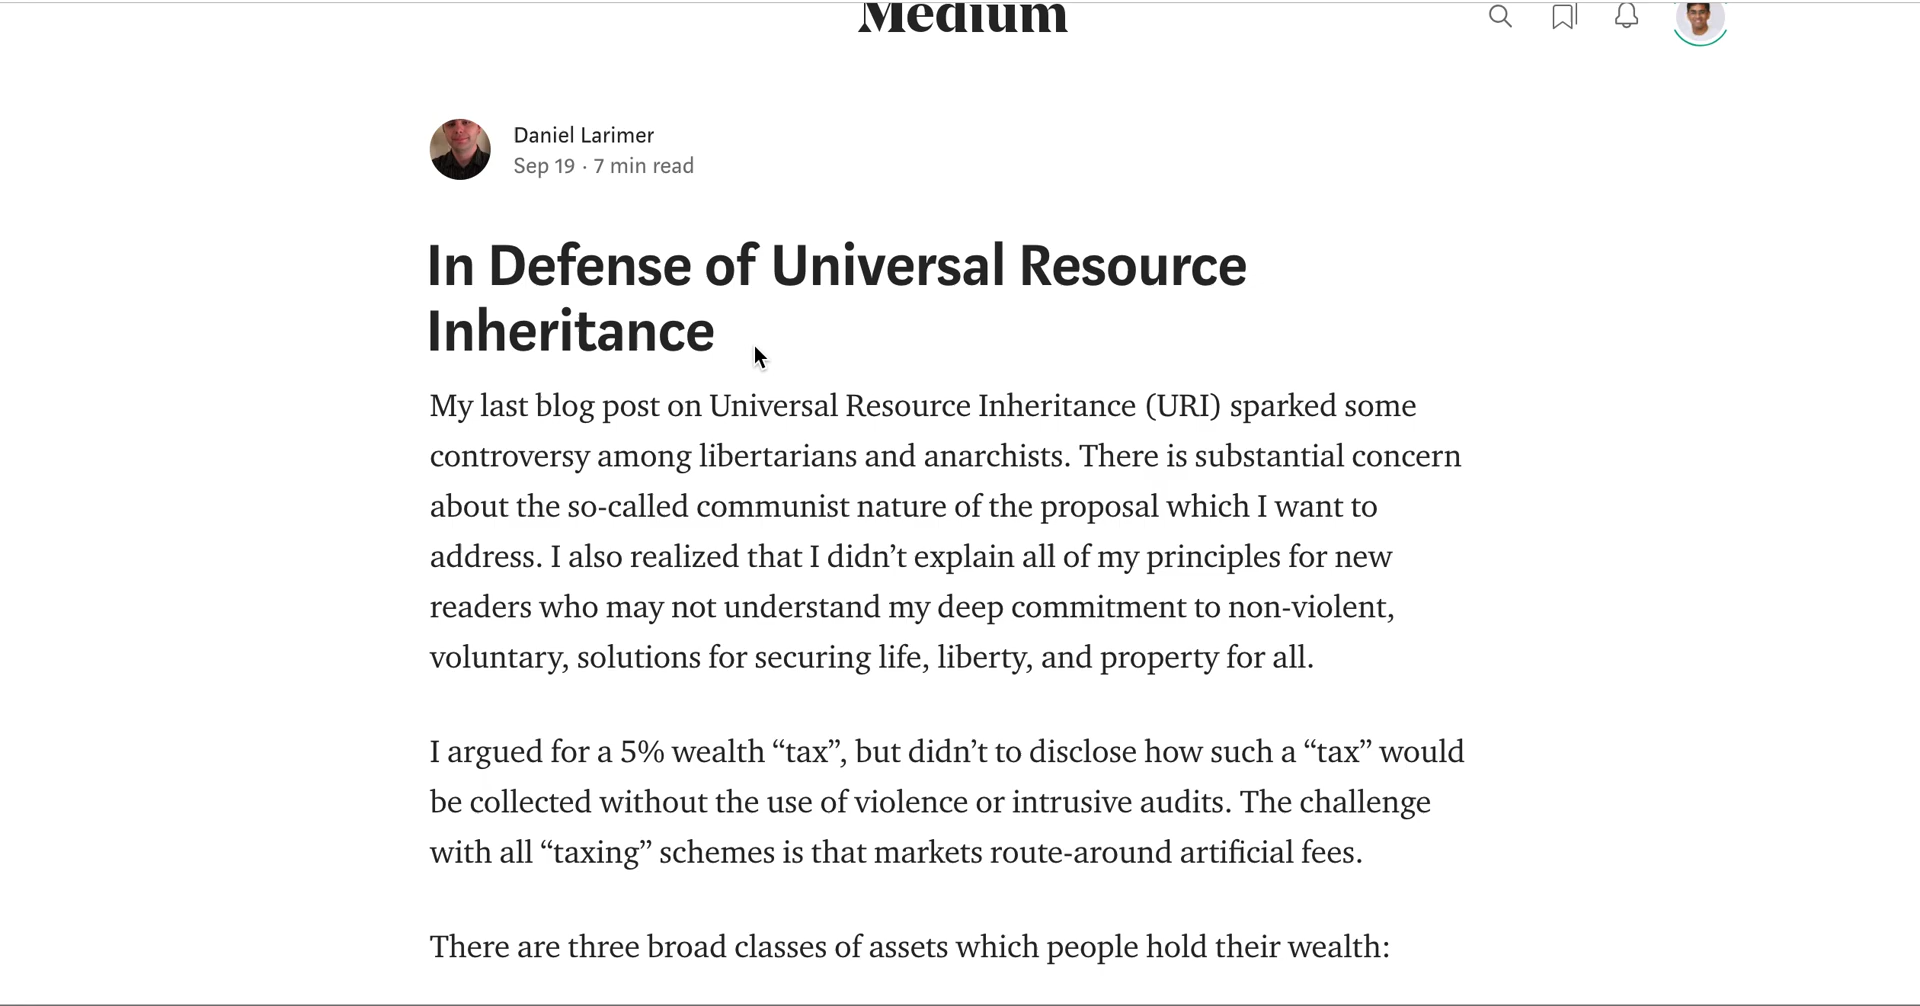 Medium
Daniel Larimer
Sep 19 · 7 min read
In Defense of Universal Resource
Inheritance
My last blog post on Universal Resource Inheritance (URI) sparked some
controversy among libertarians and anarchists. There is substantial concern
about the so-called communist nature of the proposal which I want to
address. I also realized that I didn’t explain all of my principles for new
readers who may not understand my deep commitment to non-violent,
voluntary, solutions for securing life, liberty, and property for all.
I argued for a 5% wealth “tax”, but didn’t to disclose how such a “tax” would
be collected without the use of violence or intrusive audits. The challenge
with all “taxing” schemes is that markets route-around artificial fees.
There are three broad classes of assets which people hold their wealth: